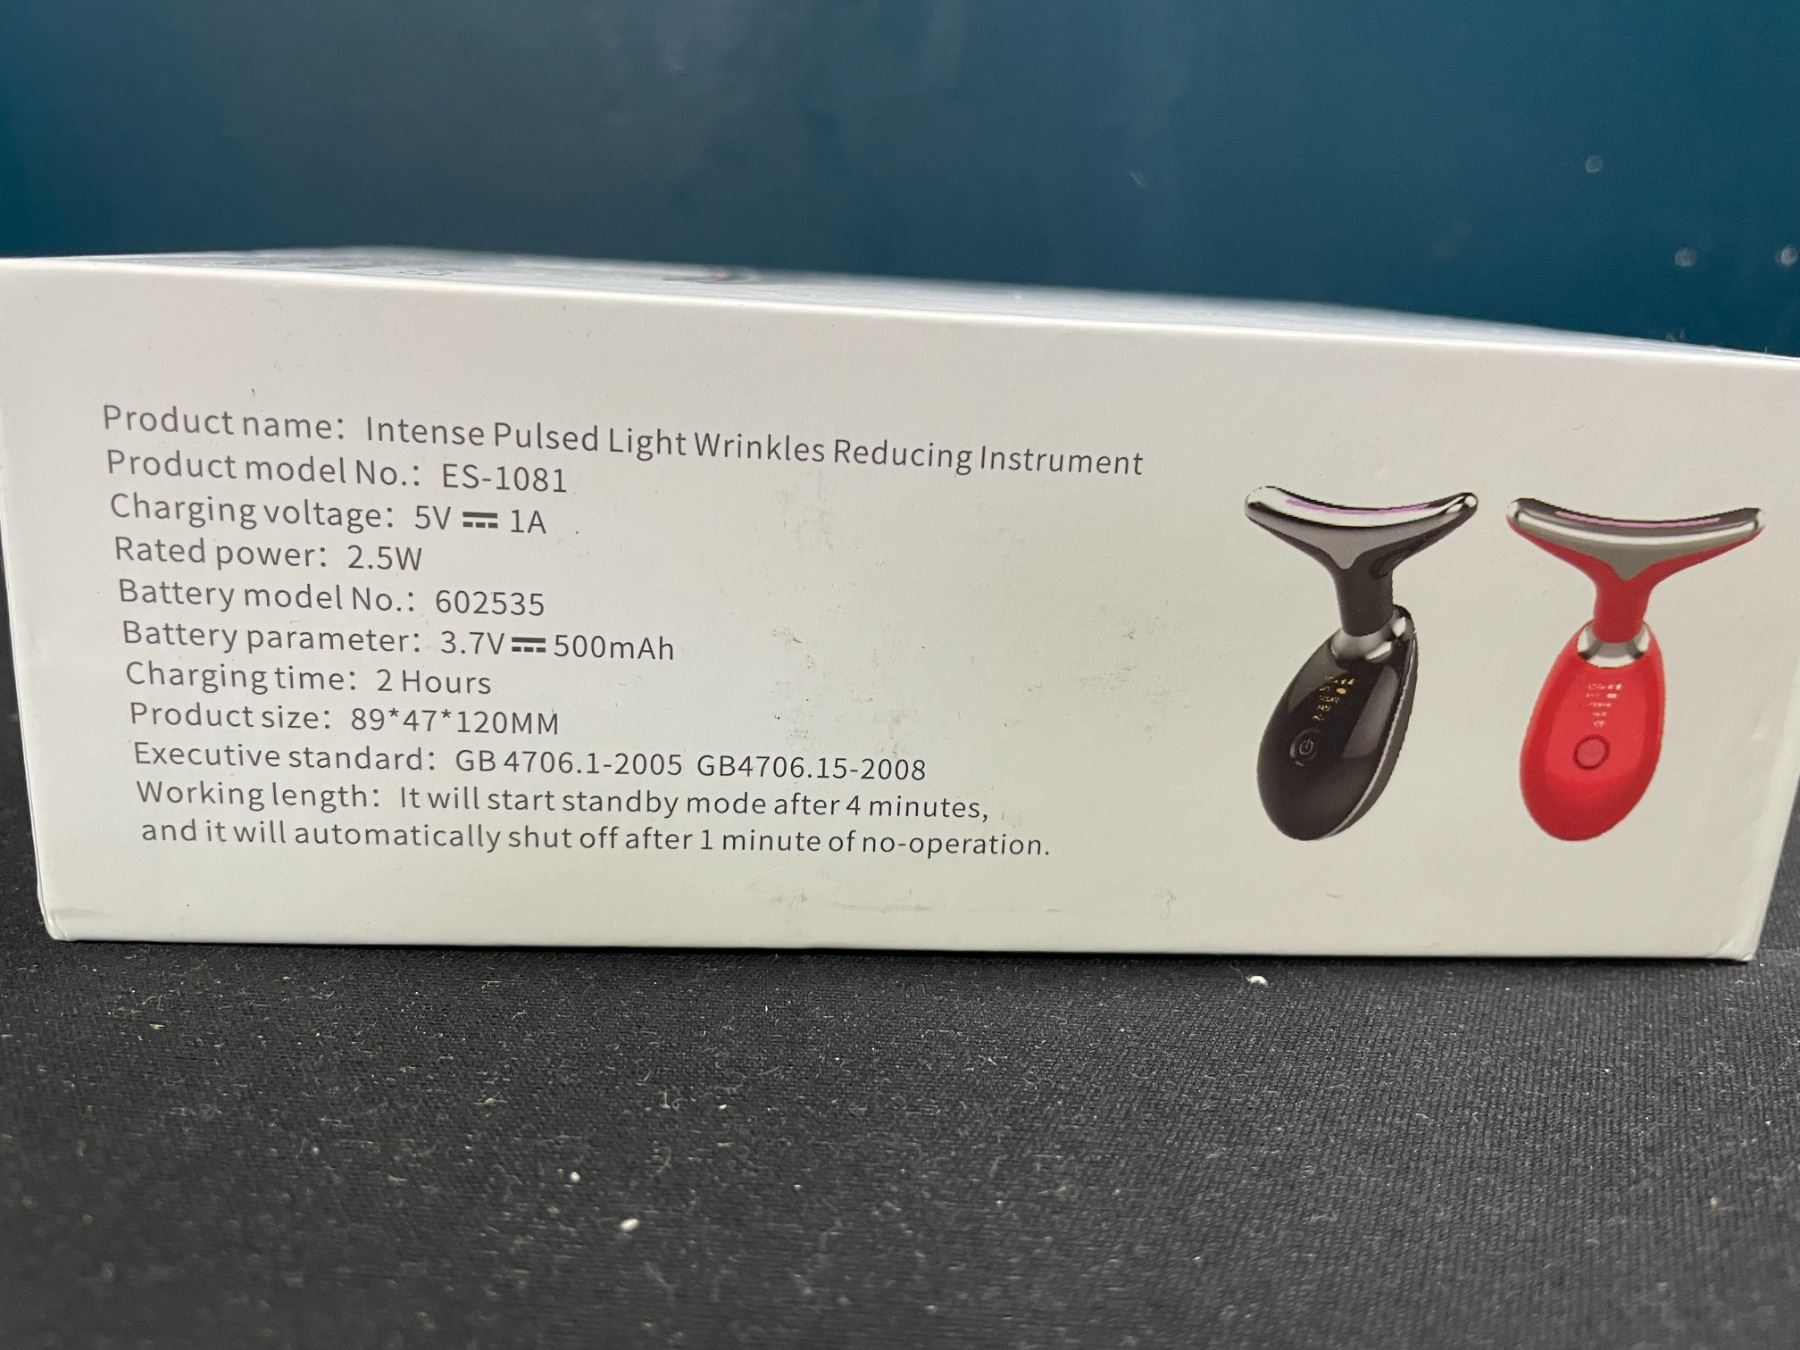 Product name: Intense Pulsed Light Wrinkles Reducing Instrument
Product model No.: ES-1081
Charging voltage: 5V ⎓ 1A
Rated power: 2.5W
Battery model No.: 602535
Battery parameter: 3.7V⎓500mAh
Charging time: 2 Hours
Product size: 89*47*120MM
Executive standard: GB 4706.1-2005 GB4706.15-2008
Working length: It will start standby mode after 4 minutes,
and it will automatically shut off after 1 minute of no-operation.